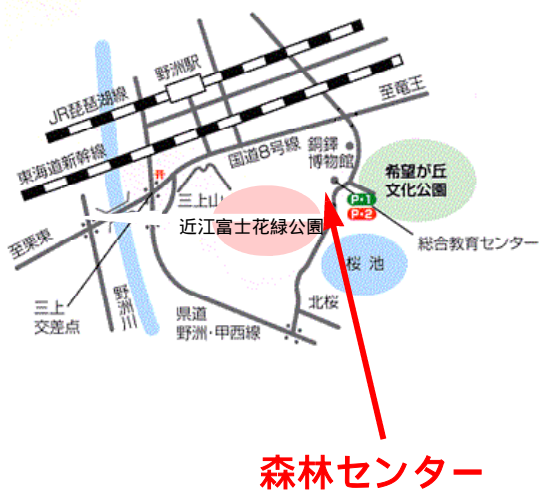 野洲駅
JR琵琶湖線
至竜王
東海道新幹線
国道8号線
銅鐸
博物館
希望が丘
文化公園
三上山
P・1
P・2
近江富士花緑公園
総合教育センター
至栗東
桜池
野洲川
北桜
三上
交差点
県道
野洲・甲西線
森林センター